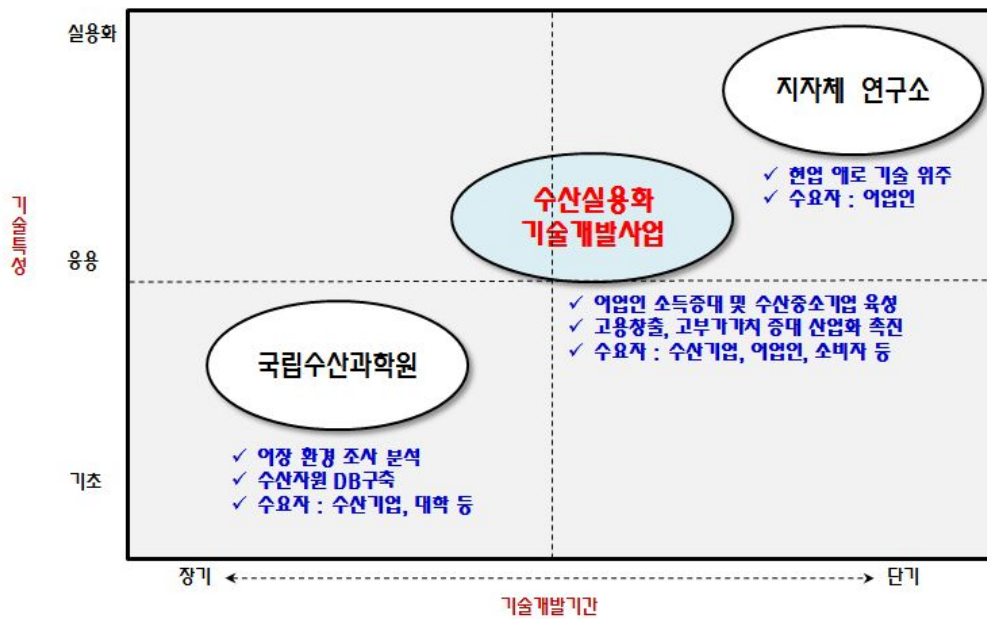 실용화
지자체 연구소
✓ 현업 애로 기술 위주
✓ 수요자 : 어업인
수산실용화
기술개발사업
기술특성
응용
✓ 어업인 소득증대 및 수산중소기업 육성
✓ 고용창출, 고부가가치 증대 산업화 촉진
✓ 수요자 : 수산기업, 어업인, 소비자 등
국립수산과학원
✓ 어장 환경 조사 분석
✓ 수산자원 DB구축
✓ 수요자 : 수산기업, 대학 등
기초
장기
단기
기술개발기간